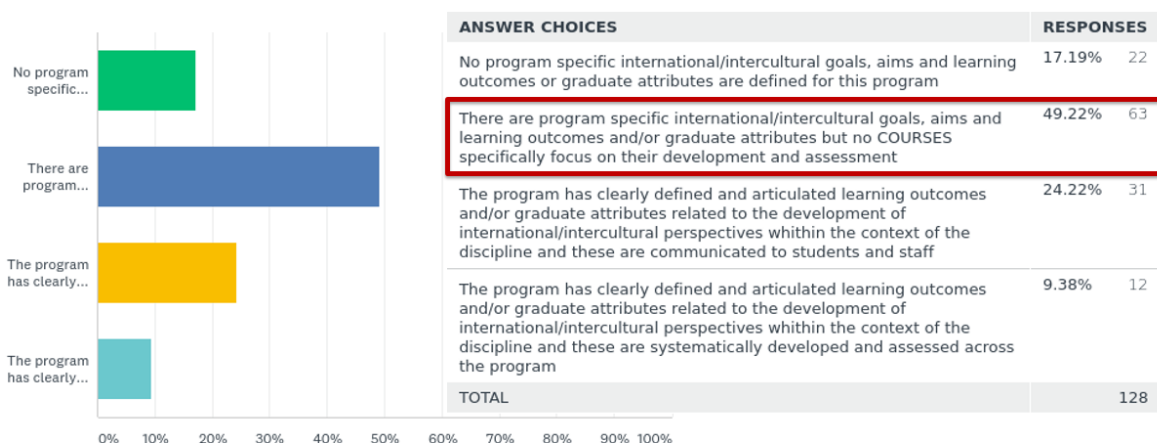 No program
specific...
There are
program...
The program
has clearly...
The program
has clearly...
0% 10% 20% 30% 40% 50% 60% 70% 80% 90% 100%
ANSWER CHOICES RESPONSES
No program specific international/intercultural goals, aims and learning 17.19% 22
outcomes or graduate attributes are defined for this program
There are program specific international/intercultural goals, aims and 49.22% 63
learning outcomes and/or graduate attributes but no COURSES
specifically focus on their development and assessment
The program has clearly defined and articulated learning outcomes 24.22% 31
and/or graduate attributes related to the development of
international/intercultural perspectives whithin the context of the
discipline and these are communicated to students and staff
The program has clearly defined and articulated learning outcomes 9.38% 12
and/or graduate attributes related to the development of
international/intercultural perspectives whithin the context of the
discipline and these are systematically developed and assessed across
the program
TOTAL 128